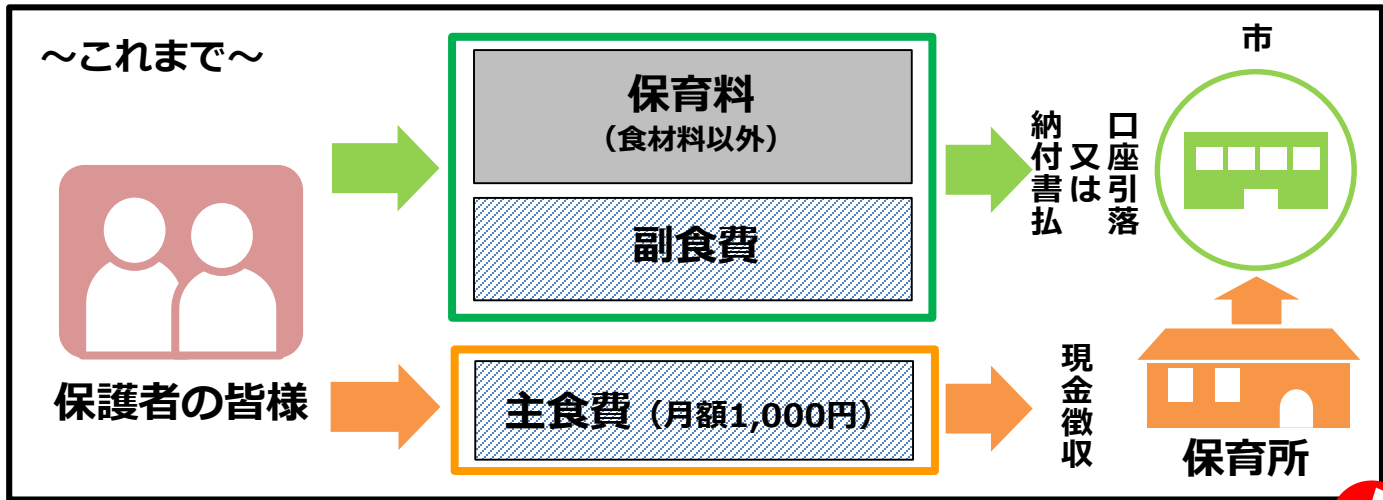 ～これまで～
保護者の皆様
保育料
（食材料以外）
副食費
主食費（月額1,000円）
口座引落
又は
納付書払
現金徴収
市
保育所